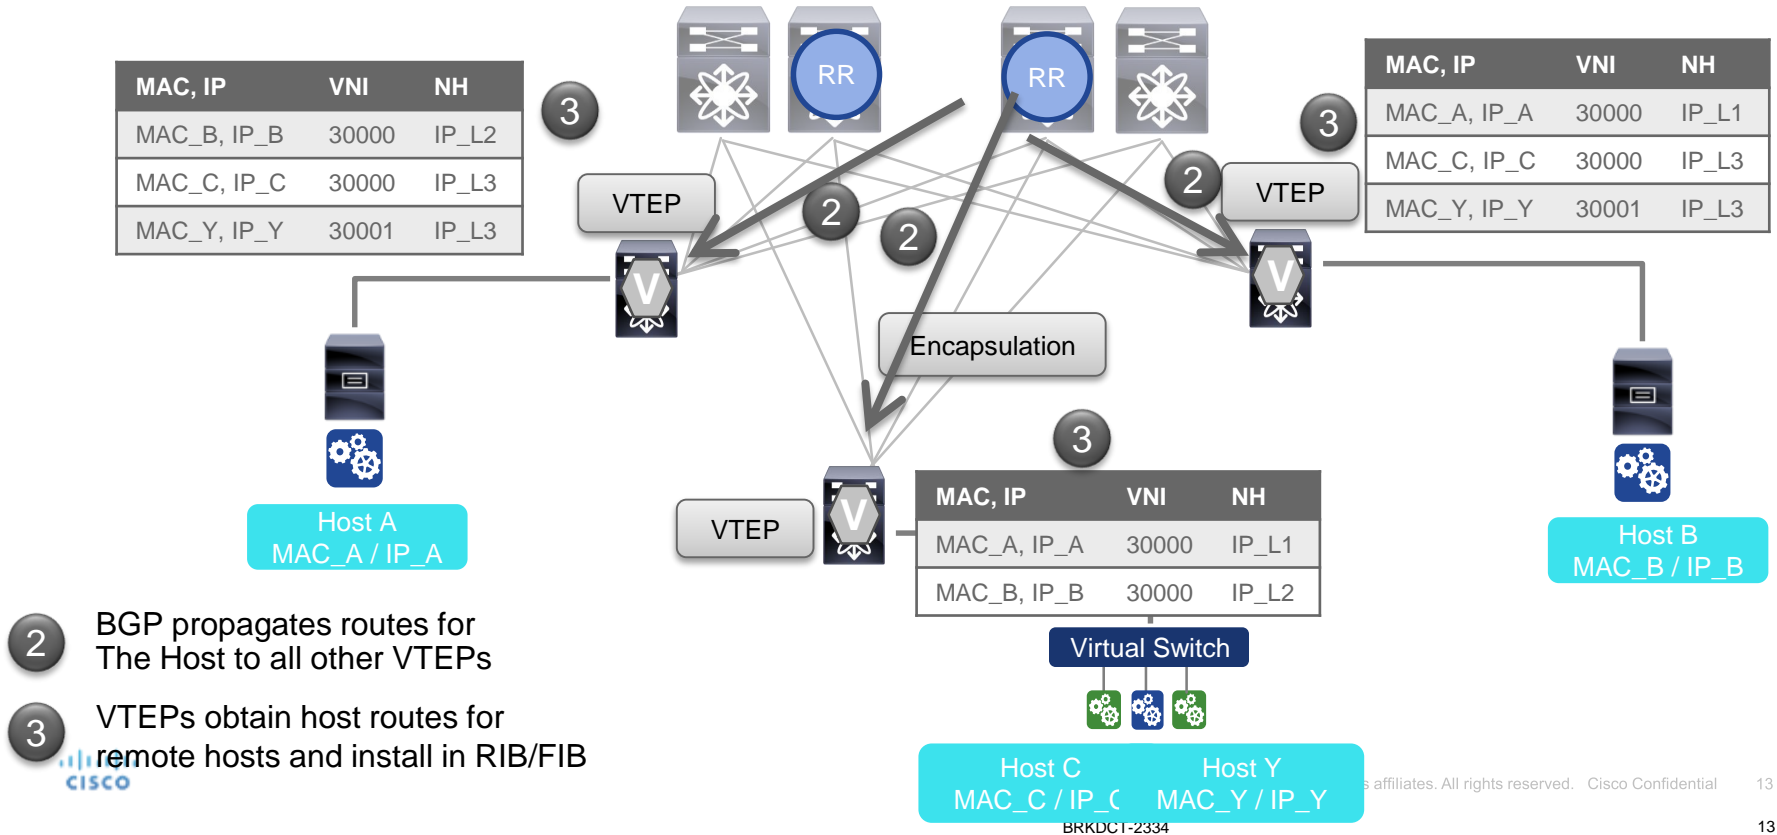 RR
RR
MAC, IP VNI NH
MAC_B, IP_B 30000 IP_L2
MAC_C, IP_C 30000 IP_L3
MAC_Y, IP_Y 30001 IP_L3
3
MAC, IP VNI NH
MAC_A, IP_A 30000 IP_L1
MAC_C, IP_C 30000 IP_L3
MAC_Y, IP_Y 30001 IP_L3
3
VTEP
2
2
2
VTEP
V
V
Encapsulation
3
VTEP
V
MAC, IP VNI NH
MAC_A, IP_A 30000 IP_L1
MAC_B, IP_B 30000 IP_L2
Host A
MAC_A / IP_A
Host B
MAC_B / IP_B
Virtual Switch
Host C
MAC_C / IP_C
Host Y
MAC_Y / IP_Y
2
BGP propagates routes for
The Host to all other VTEPs
3
VTEPs obtain host routes for
remote hosts and install in RIB/FIB
CISCO
s affiliates. All rights reserved. Cisco Confidential 13
BRKDCT-2334
13